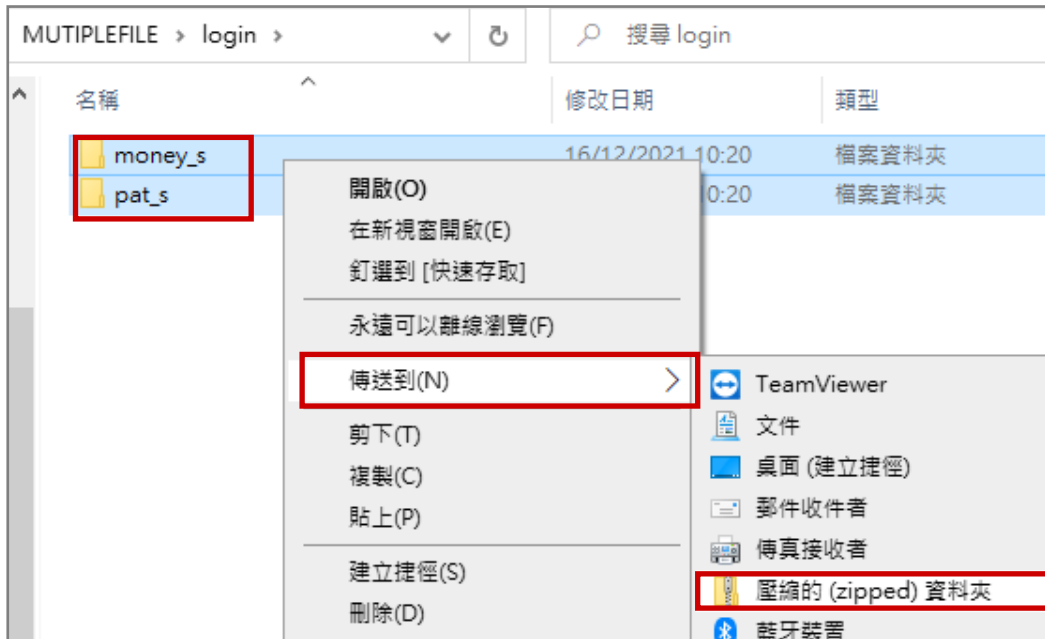 MUTIPLEFILE > login >
搜尋 login
名稱 修改日期 類型
money_s 16/12/2021 10:20 檔案資料夾
pat_s 0:20 檔案資料夾
開啟(O)
在新視窗開啟(E)
釘選到 [快速存取]
永遠可以離線瀏覽(F)
傳送到(N)
剪下(T)
複製(C)
貼上(P)
建立捷徑(S)
刪除(D)
TeamViewer
文件
桌面 (建立捷徑)
郵件收件者
傳真接收者
壓縮的 (zipped) 資料夾
藍牙裝置